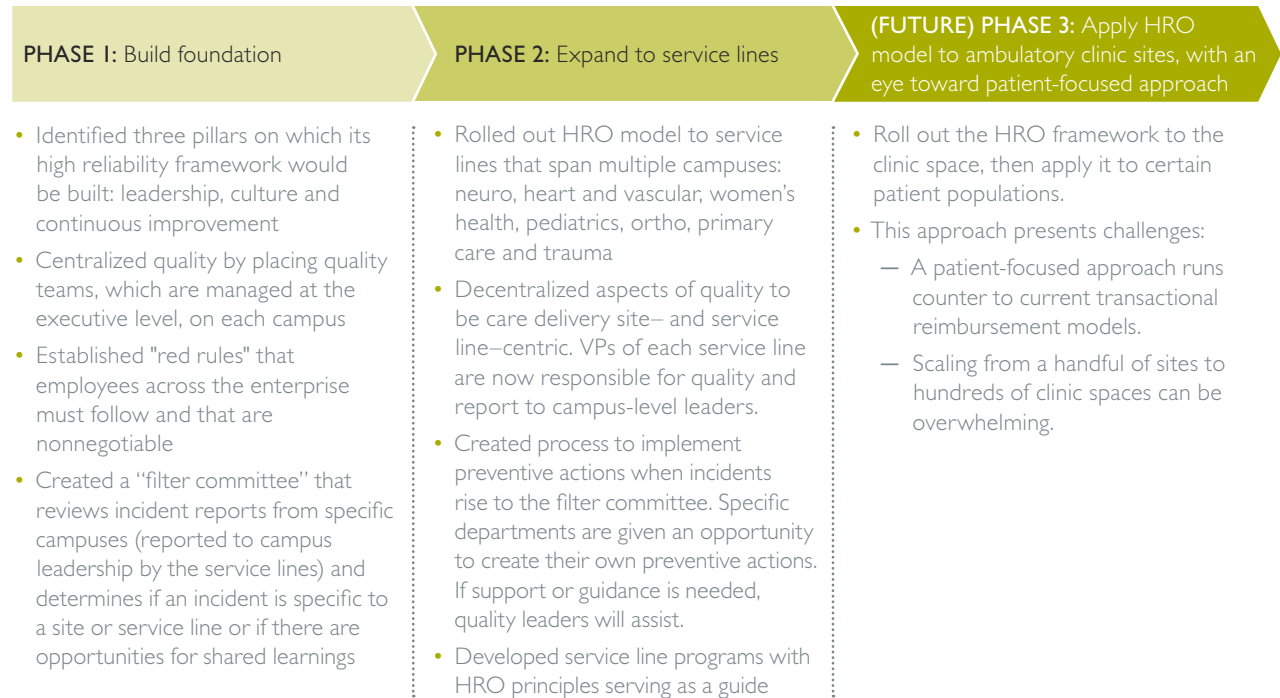 PHASE 1: Build foundation
• Identified three pillars on which its
high reliability framework would
be built: leadership, culture and
continuous improvement
• Centralized quality by placing quality
teams, which are managed at the
executive level, on each campus
• Established "red rules" that
employees across the enterprise
must follow and that are
nonnegotiable
• Created a “filter committee” that
reviews incident reports from specific
campuses (reported to campus
leadership by the service lines) and
determines if an incident is specific to
a site or service line or if there are
opportunities for shared learnings
PHASE 2: Expand to service lines
• Rolled out HRO model to service
lines that span multiple campuses:
neuro, heart and vascular, women’s
health, pediatrics, ortho, primary
care and trauma
• Decentralized aspects of quality to
be care delivery site– and service
line–centric. VPs of each service line
are now responsible for quality and
report to campus-level leaders.
• Created process to implement
preventive actions when incidents
rise to the filter committee. Specific
departments are given an opportunity
to create their own preventive actions.
If support or guidance is needed,
quality leaders will assist.
• Developed service line programs with
HRO principles serving as a guide
(FUTURE) PHASE 3: Apply HRO
model to ambulatory clinic sites, with an
eye toward patient-focused approach
• Roll out the HRO framework to the
clinic space, then apply it to certain
patient populations.
• This approach presents challenges:
— A patient-focused approach runs
counter to current transactional
reimbursement models.
— Scaling from a handful of sites to
hundreds of clinic spaces can be
overwhelming.